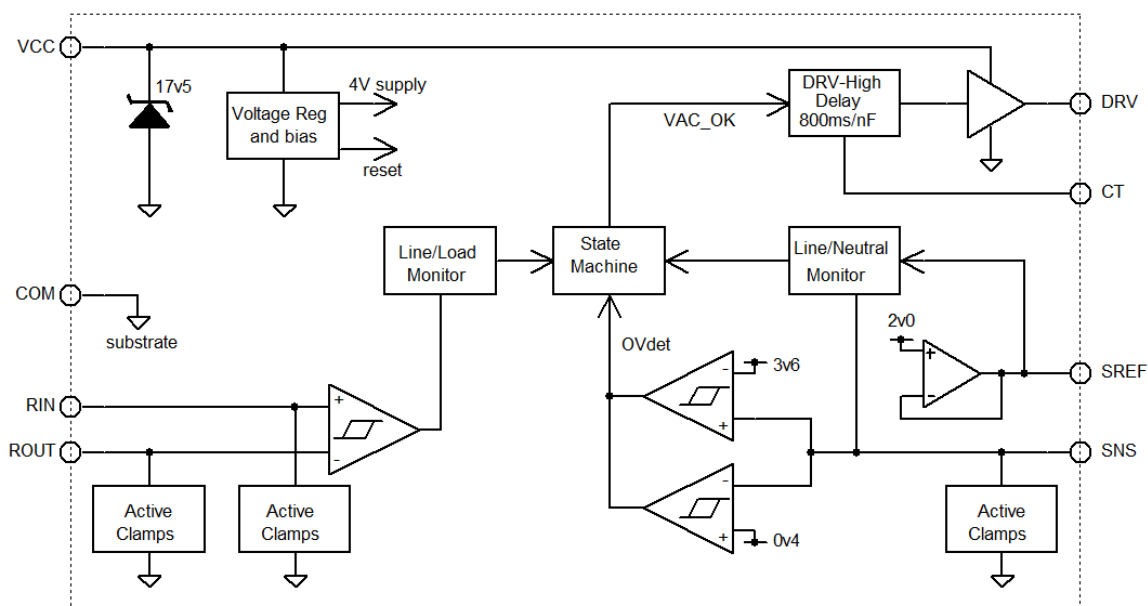 VCC
17v5
Voltage Reg
and bias
4V supply
reset
VAC_OK
DRV-High
Delay
800ms/nF
DRV
CT
Line/Load
Monitor
State
Machine
Line/Neutral
Monitor
COM
substrate
OVdet
2v0
+
-
SREF
3v6
-
+
RIN
+
ROUT
-
SNS
-
+
0v4
Active
Clamps
Active
Clamps
Active
Clamps